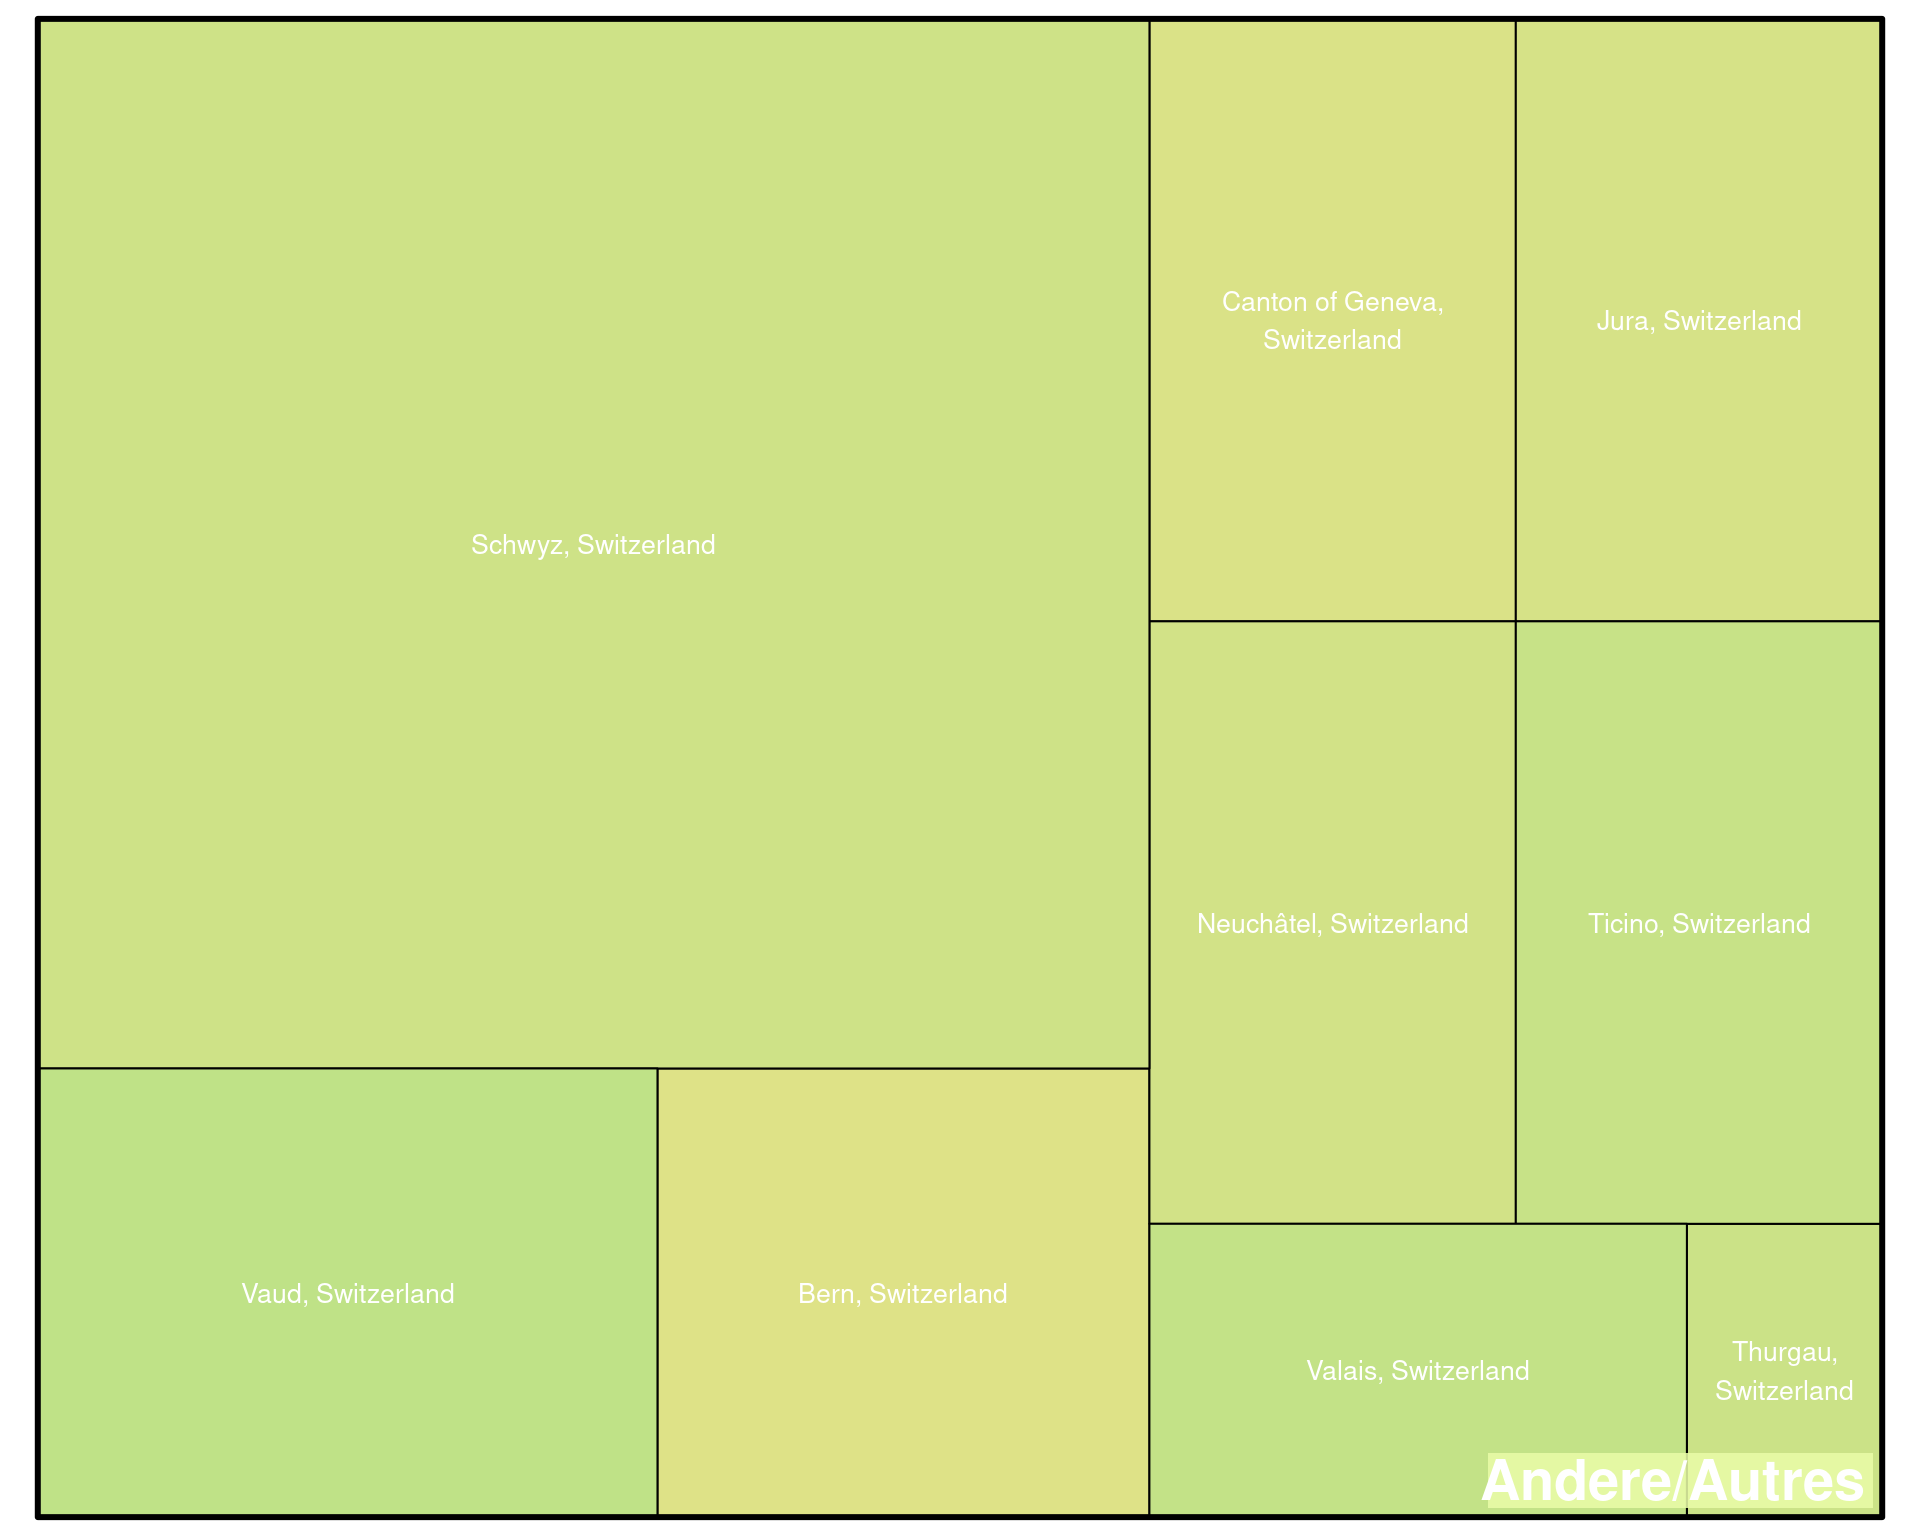 Schwyz, Switzerland
Canton of Geneva,
Switzerland
Jura, Switzerland
Neuchâtel, Switzerland
Ticino, Switzerland
Vaud, Switzerland
Bern, Switzerland
Valais, Switzerland
Thurgau,
Switzerland
Andere/Autres